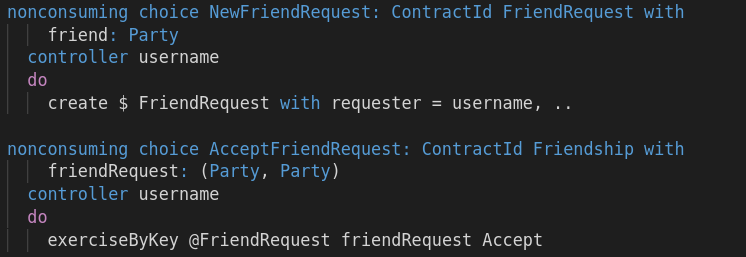 nonconsuming choice NewFriendRequest: ContractId FriendRequest with
friend: Party
controller username
do
create $ FriendRequest with requester = username, ..
nonconsuming choice AcceptFriendRequest: ContractId Friendship with
friendRequest: (Party, Party)
controller username
do
exerciseByKey @FriendRequest friendRequest Accept